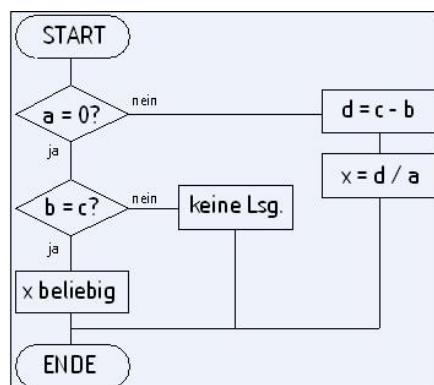 START
a = 0?
nein
d = c - b
ja
x = d / a
b = c?
nein
keine Lsg.
ja
x beliebig
ENDE